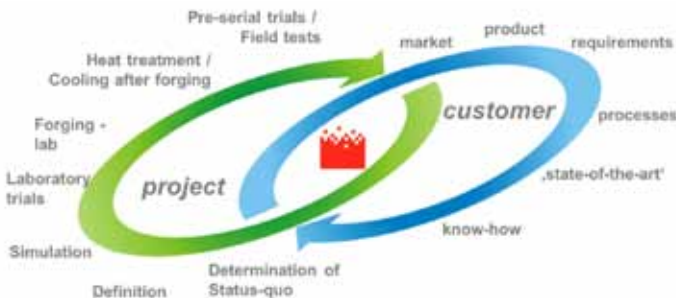 Pre-serial trials /
Field tests
market
product
requirements
Heat treatment /
Cooling after forging
customer
processes
Forging -
lab
Laboratory
trials
project
‚state-of-the-art‘
know-how
Simulation
Determination of
Status-quo
Definition